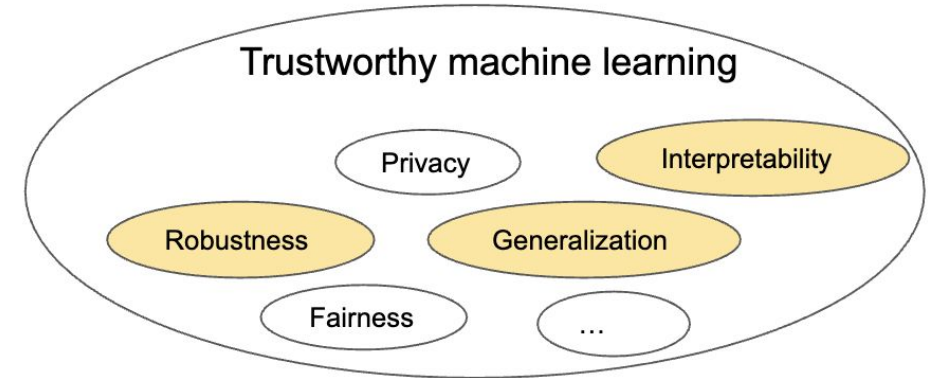 Trustworthy machine learning
Privacy
Interpretability
Robustness
Generalization
Fairness
...